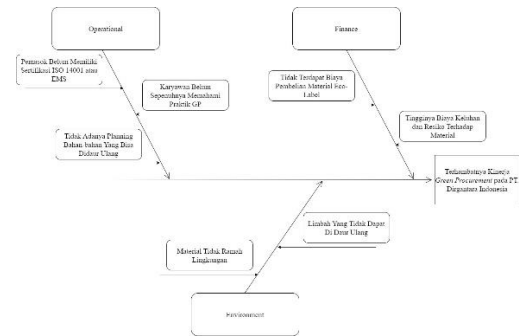 Operational
Finance
Pemasok Belum Memiliki
Sertifikasi ISO 14001 atau
EMS
Karyawan Belum
Sepenuhnya Memahami
Praktik GP
Tidak Adanya Planning
Bahan-bahan Yang Bisa
Didaur Ulang
Tidak Terdapat Biaya
Pembelian Material Eco-
Label
Tingginya Biaya Keluhan
dan Resiko Terhadap
Material
Terhambatnya Kinerja
Green Procurement pada PT.
Dirgantara Indonesia
Limbah Yang Tidak Dapat
Di Daur Ulang
Material Tidak Ramah
Lingkungan
Environment